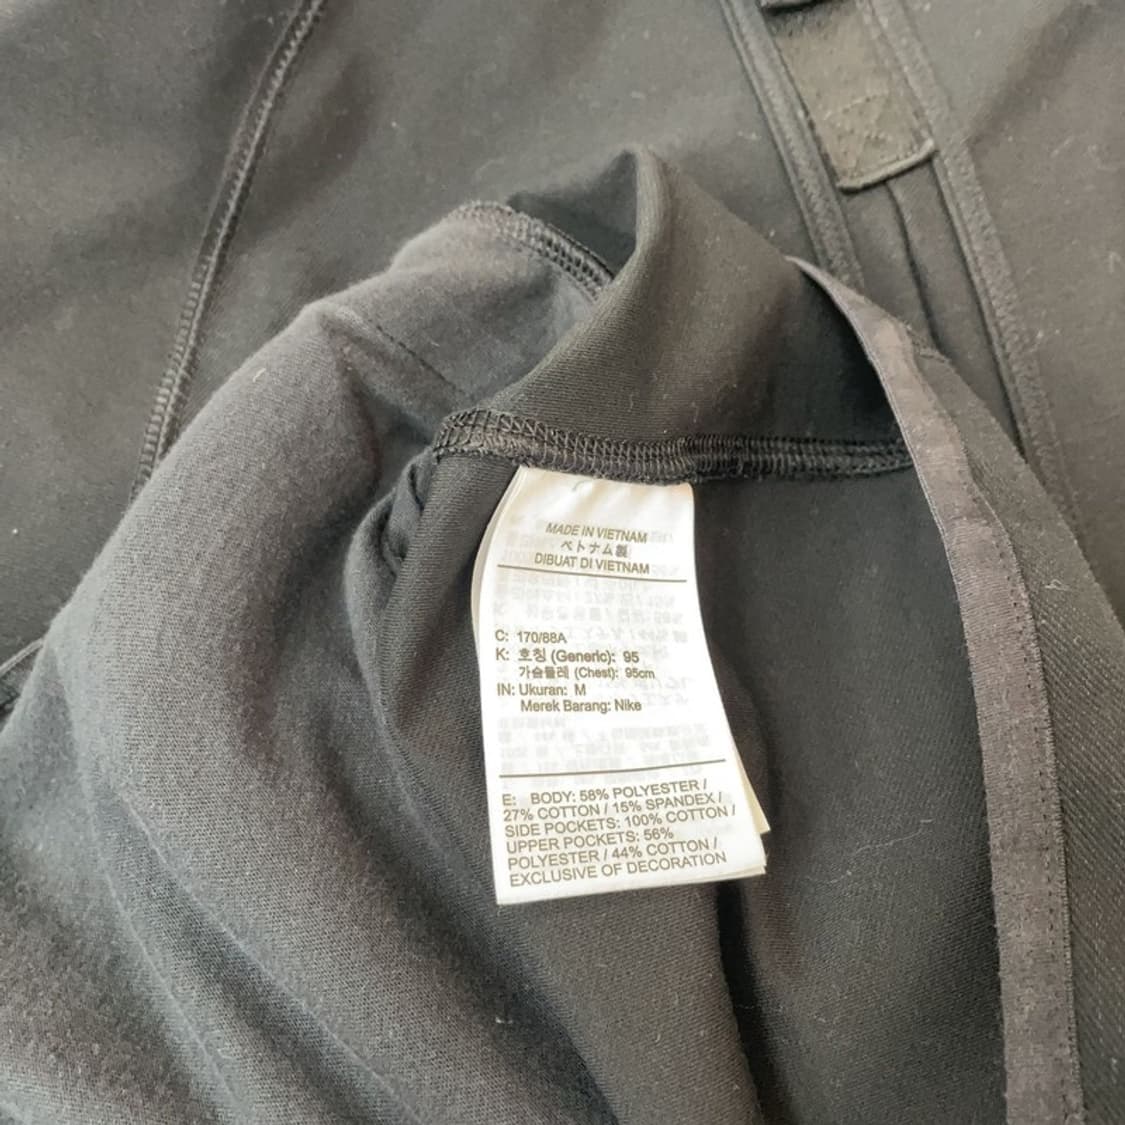 MADE IN VIETNAM
ベトナム製
DIBUAT DI VIETNAM
C: 170/88A
K: 호칭 (Generic): 95
가슴둘레 (Chest): 95cm
IN: Ukuran: M
Merek Barang: Nike
E: BODY: 58% POLYESTER /
27% COTTON / 15% SPANDEX /
SIDE POCKETS: 100% COTTON /
UPPER POCKETS: 56%
POLYESTER / 44% COTTON /
EXCLUSIVE OF DECORATION